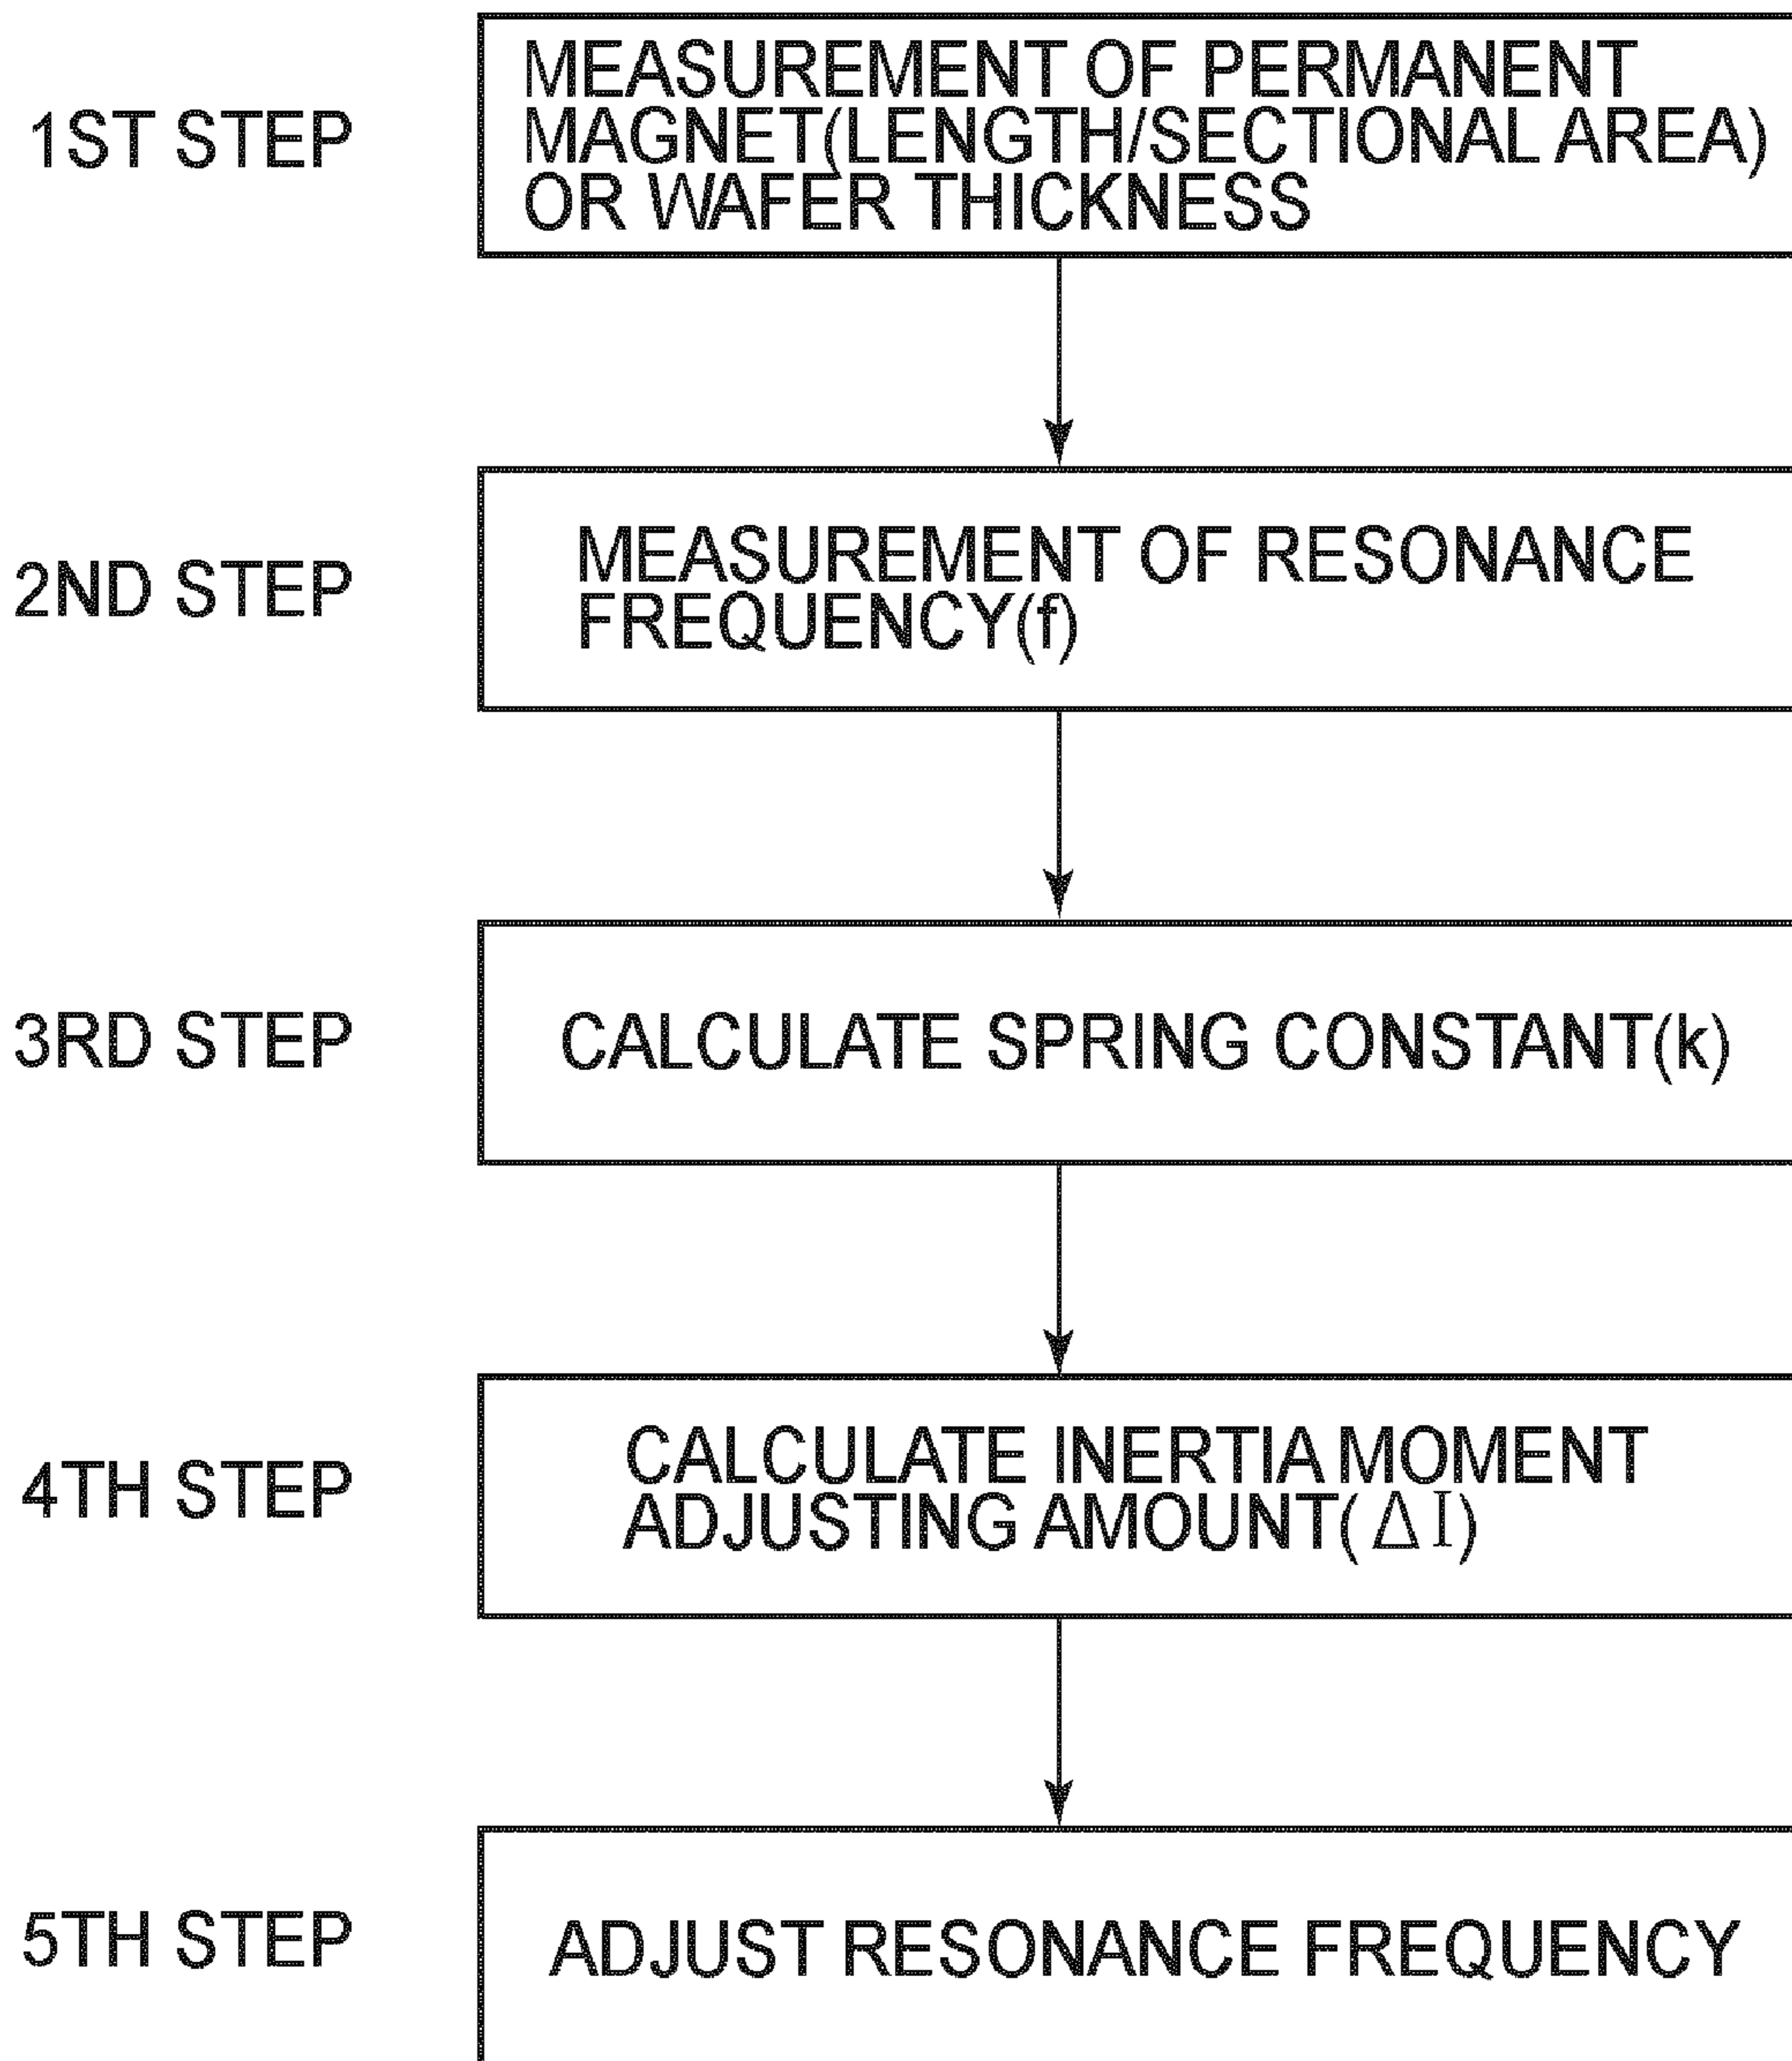 1ST STEP
MEASUREMENT OF PERMANENT
MAGNET(LENGTH/SECTIONAL AREA)
OR WAFER THICKNESS
2ND STEP
MEASUREMENT OF RESONANCE
FREQUENCY(f)
3RD STEP
CALCULATE SPRING CONSTANT(k)
4TH STEP
CALCULATE INERTIA MOMENT
ADJUSTING AMOUNT(ΔI)
5TH STEP
ADJUST RESONANCE FREQUENCY